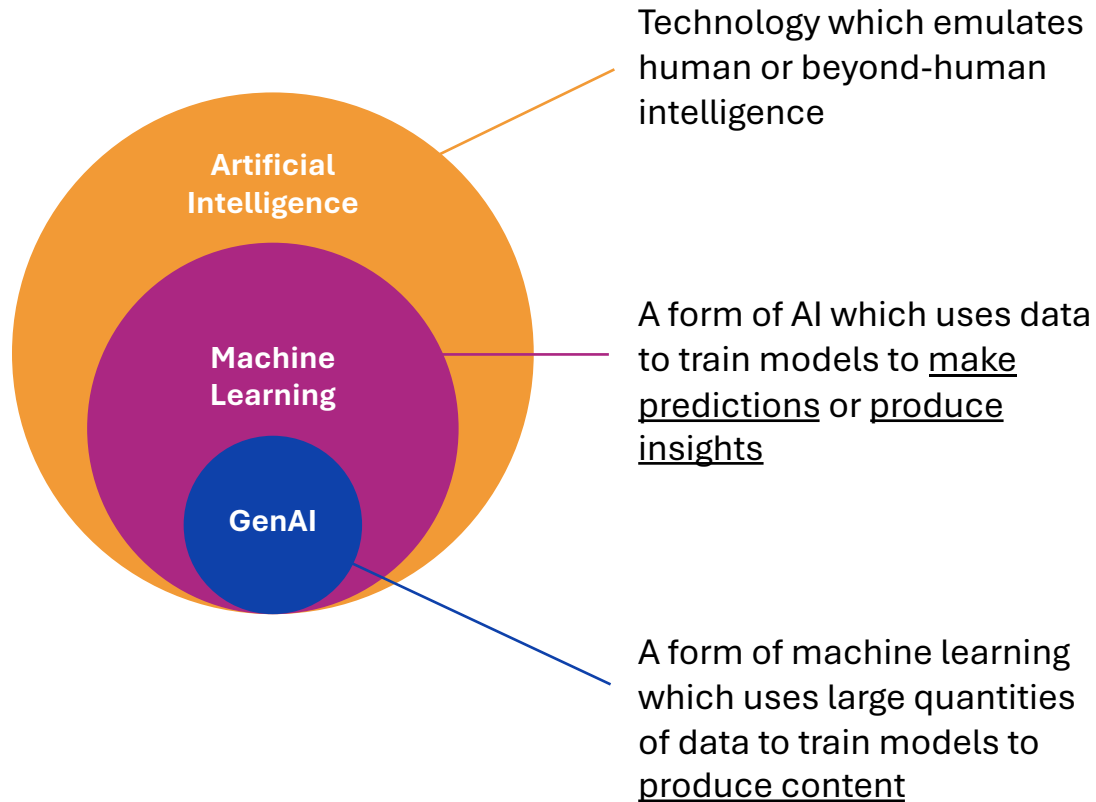 Technology which emulates
human or beyond-human
intelligence
Artificial
Intelligence
A form of AI which uses data
to train models to make
predictions or produce
insights
Machine
Learning
GenAI
A form of machine learning
which uses large quantities
of data to train models to
produce content